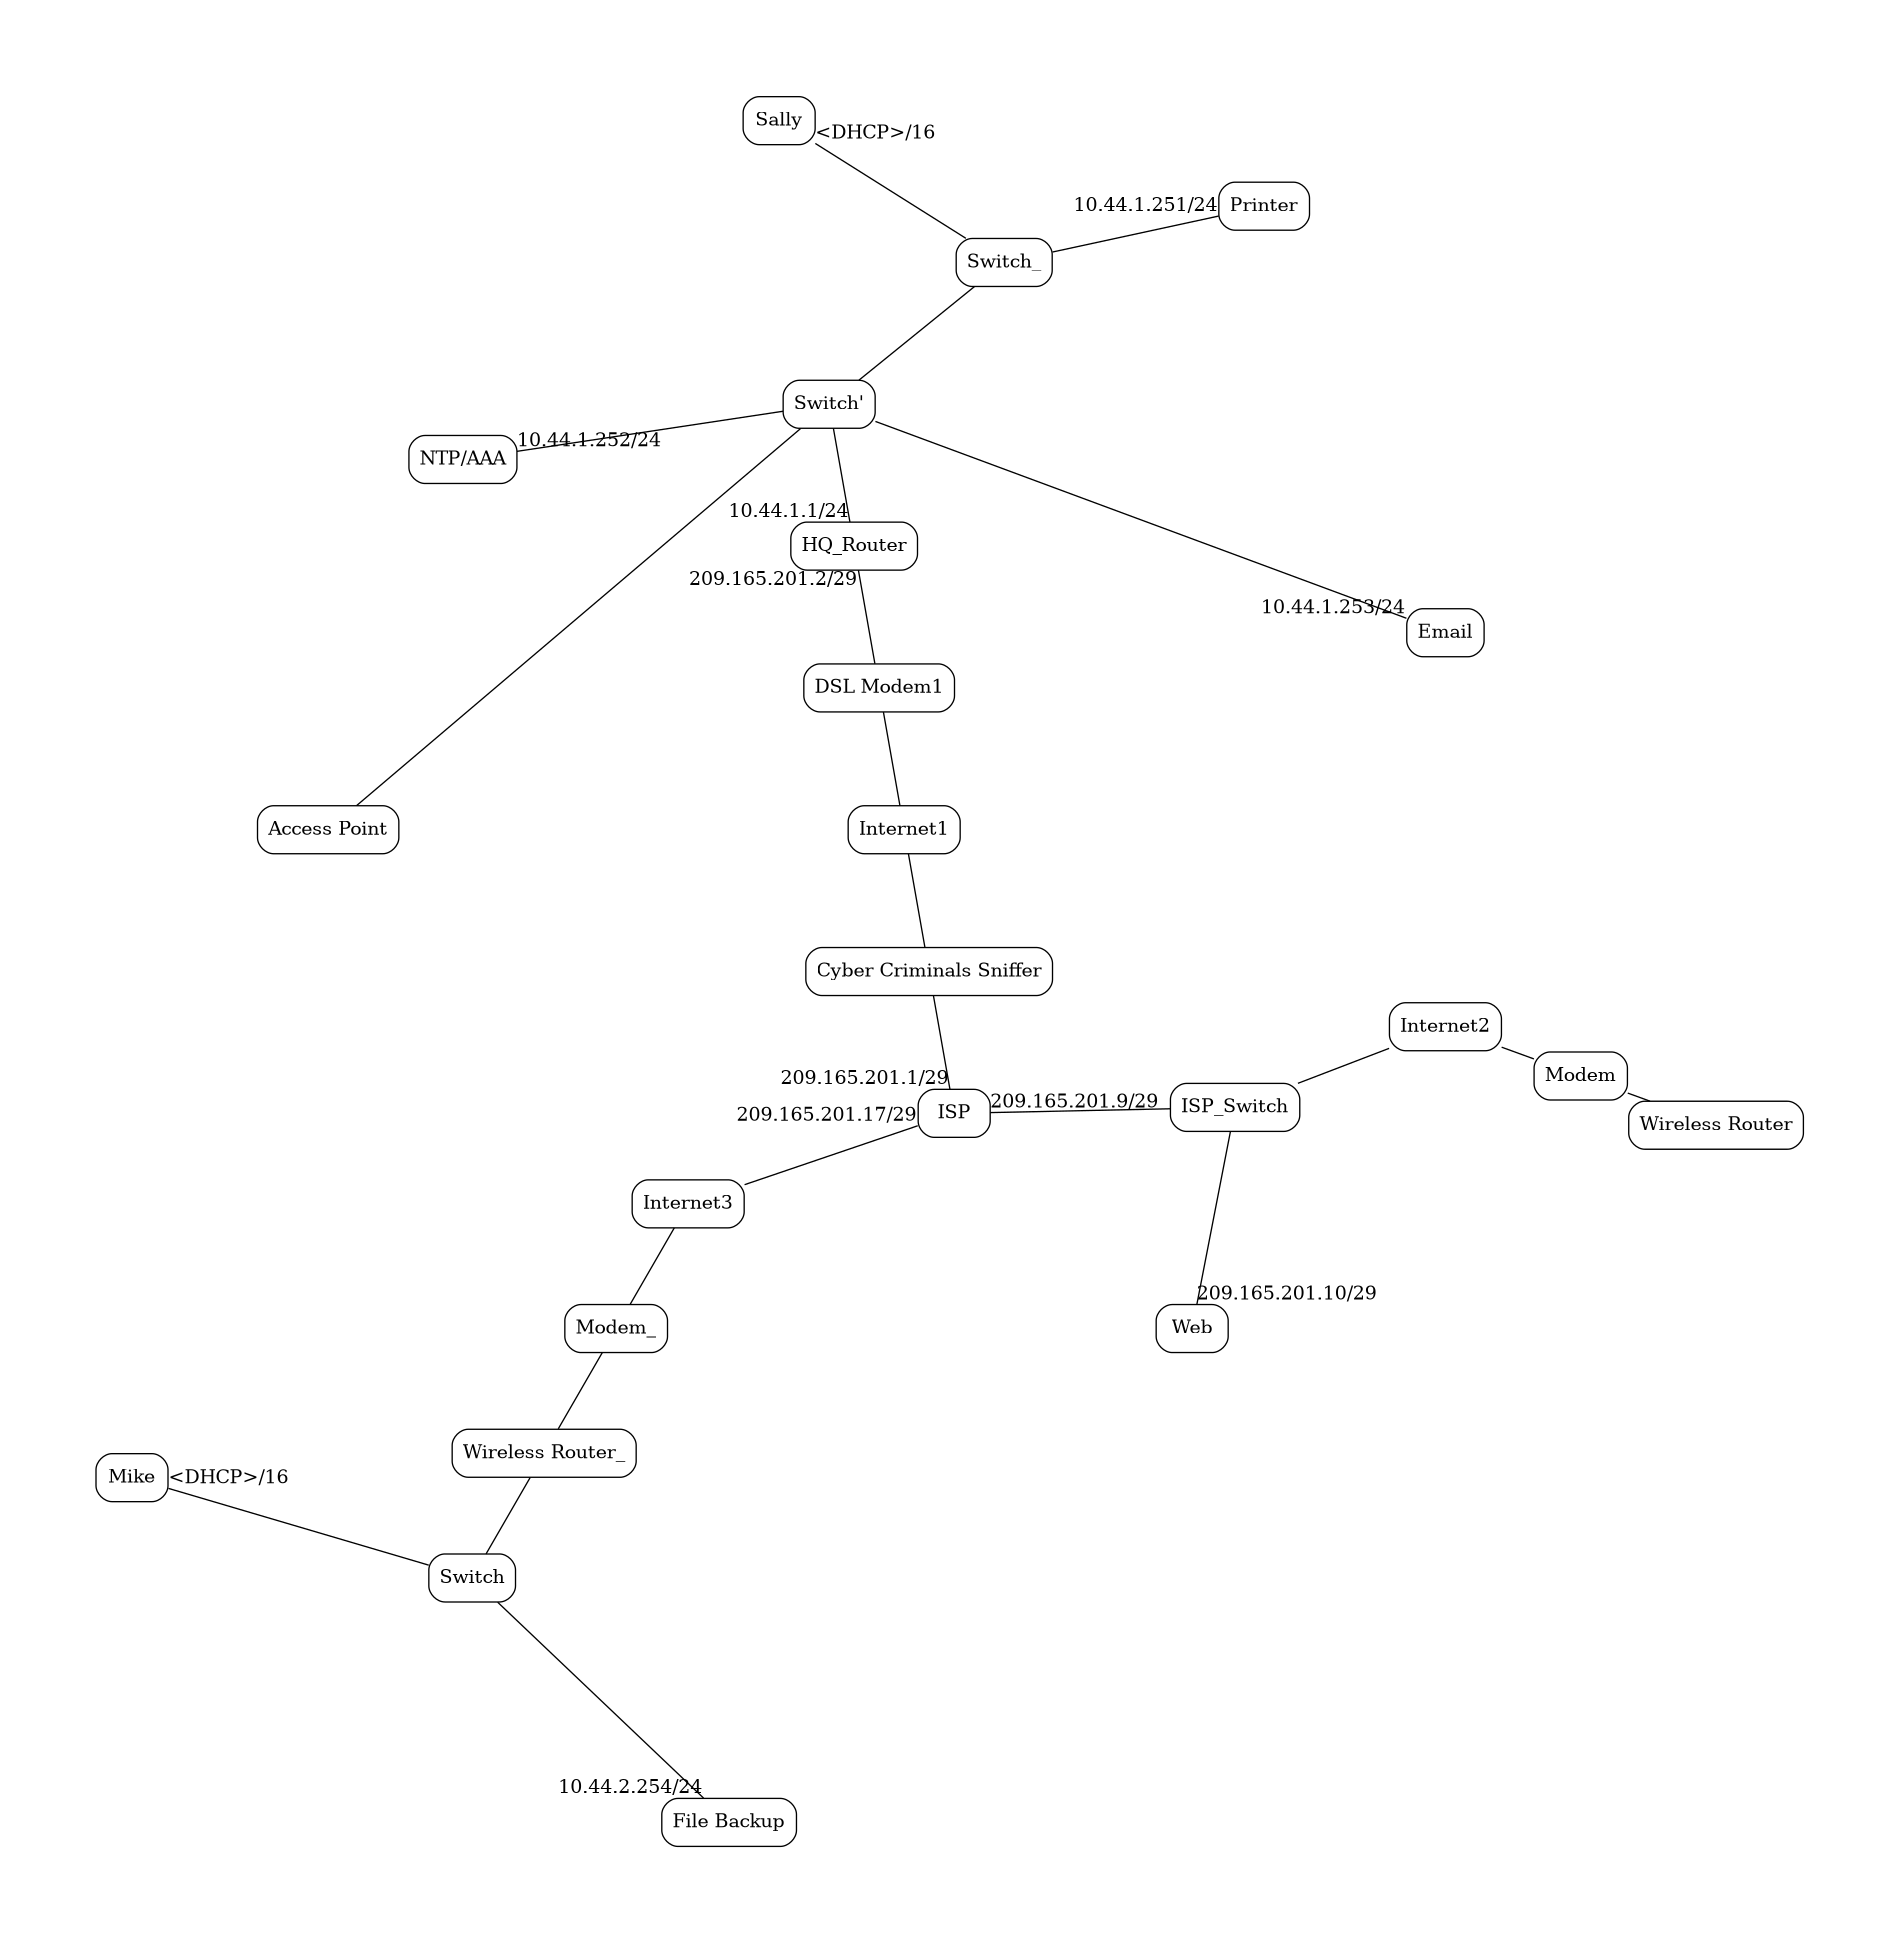 Sally
<DHCP>/16
10.44.1.251/24
Printer
Switch_
Switch'
10.44.1.252/24
NTP/AAA
10.44.1.1/24
HQ_Router
209.165.201.2/29
10.44.1.253/24
Email
DSL Modem1
Access Point
Internet1
Cyber Criminals Sniffer
Internet2
Modem
209.165.201.1/29
209.165.201.9/29
ISP_Switch
209.165.201.17/29
ISP
Wireless Router
Internet3
209.165.201.10/29
Modem_
Web
Wireless Router_
Mike
<DHCP>/16
Switch
10.44.2.254/24
File Backup